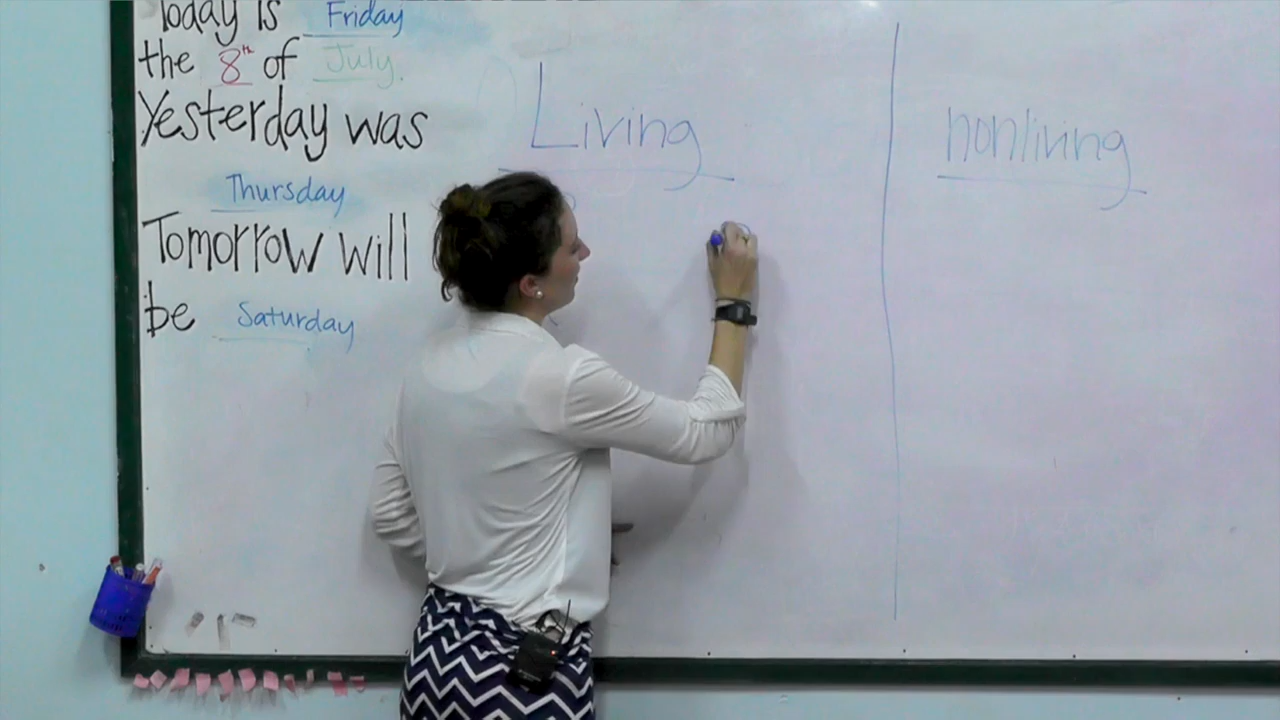 Today is Friday
the 8th of July.
Yesterday was
Thursday
Tomorrow will
be Saturday
Living
nonliving